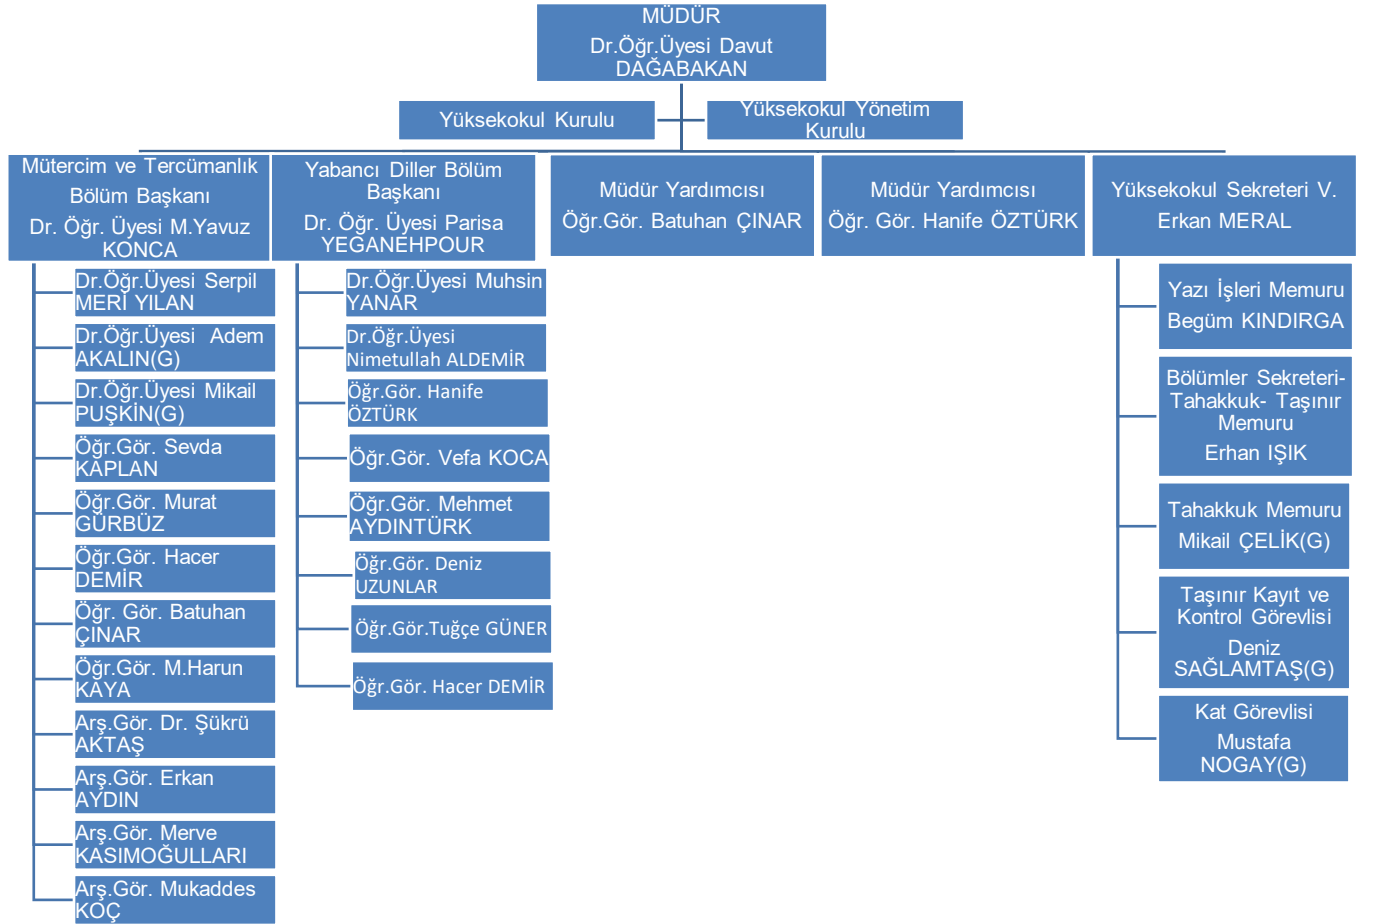 MÜDÜR
Dr.Öğr.Üyesi Davut
DAĞABAKAN
Yüksekokul Kurulu
Yüksekokul Yönetim
Kurulu
Mütercim ve Tercümanlık
Bölüm Başkanı
Dr. Öğr. Üyesi M.Yavuz
KONCA
Dr.Öğr.Üyesi Serpil
MERİ YILAN
Dr.Öğr.Üyesi Adem
AKALIN(G)
Dr.Öğr.Üyesi Mikail
PUŞKİN(G)
Öğr.Gör. Sevda
KAPLAN
Öğr.Gör. Murat
GÜRBÜZ
Öğr.Gör. Hacer
DEMİR
Öğr. Gör. Batuhan
ÇINAR
Öğr.Gör. M.Harun
KAYA
Arş.Gör. Dr. Şükrü
AKTAŞ
Arş.Gör. Erkan
AYDIN
Arş.Gör. Merve
KASIMOĞULLARI
Arş.Gör. Mukaddes
KOÇ
Yabancı Diller Bölüm
Başkanı
Dr. Öğr. Üyesi Parisa
YEGANEHPOUR
Dr.Öğr.Üyesi Muhsin
YANAR
Dr.Öğr.Üyesi
Nimetullah ALDEMİR
Öğr.Gör. Hanife
ÖZTÜRK
Öğr.Gör. Vefa KOCA
Öğr.Gör. Mehmet
AYDINTÜRK
Öğr.Gör. Deniz
UZUNLAR
Öğr.Gör.Tuğçe GÜNER
Öğr.Gör. Hacer DEMİR
Müdür Yardımcısı
Öğr.Gör. Batuhan ÇINAR
Müdür Yardımcısı
Öğr. Gör. Hanife ÖZTÜRK
Yüksekokul Sekreteri V.
Erkan MERAL
Yazı İşleri Memuru
Begüm KINDIRGA
Bölümler Sekreteri-
Tahakkuk- Taşınır
Memuru
Erhan IŞIK
Tahakkuk Memuru
Mikail ÇELİK(G)
Taşınır Kayıt ve
Kontrol Görevlisi
Deniz
SAĞLAMTAŞ(G)
Kat Görevlisi
Mustafa
NOGAY(G)